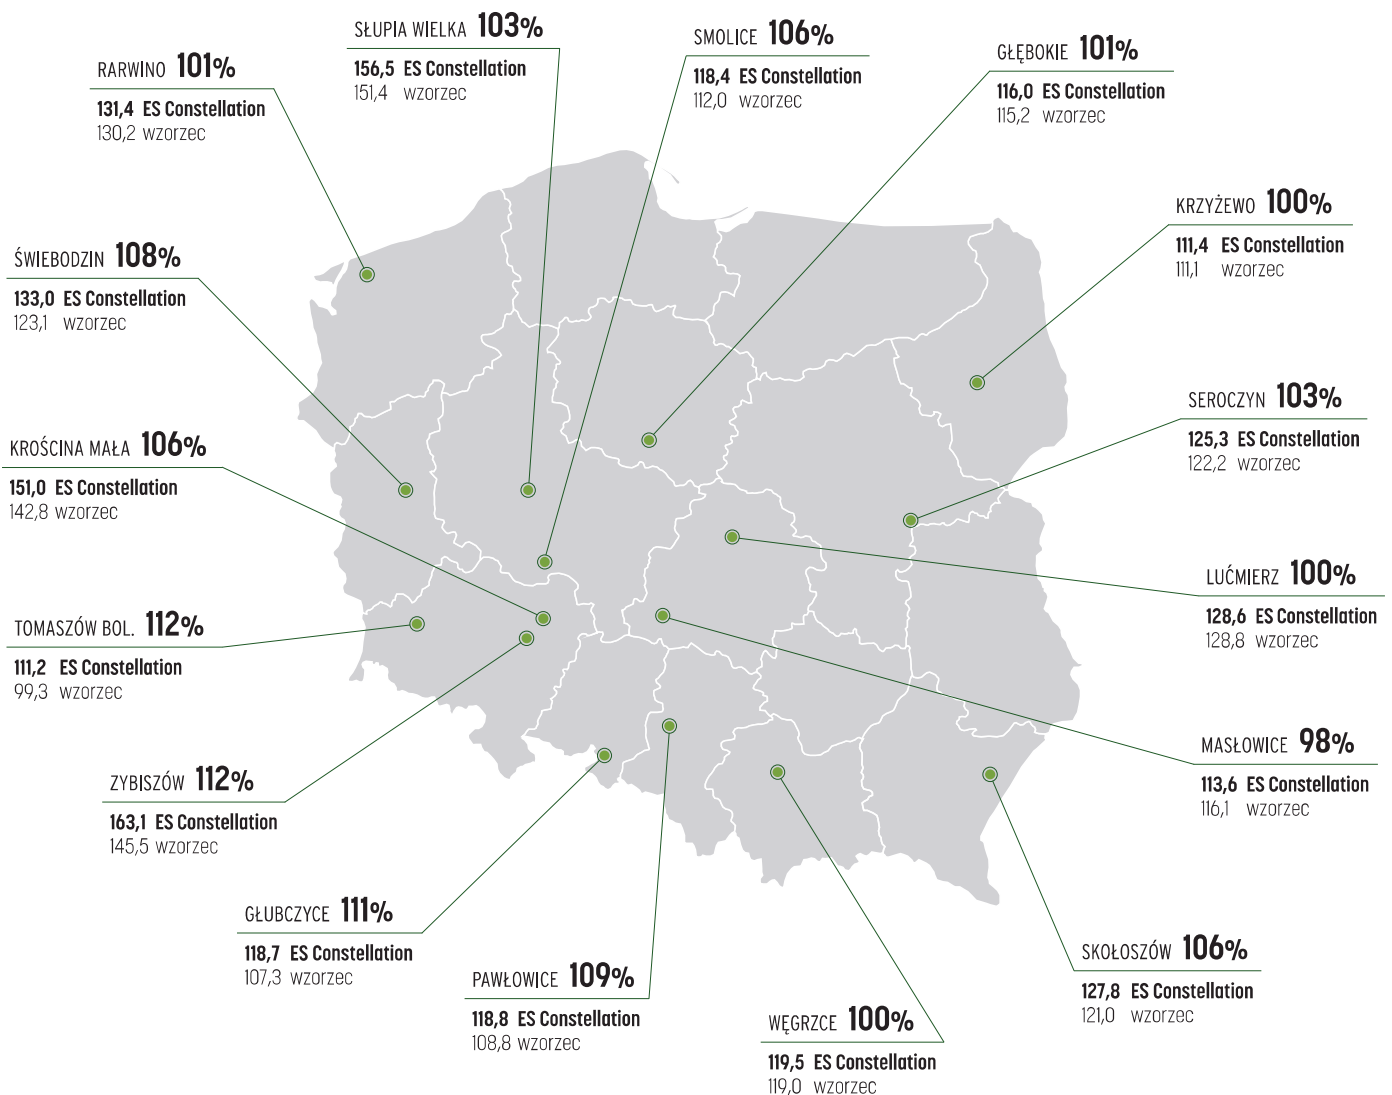 SŁUPIA WIELKA 103%
156,5 ES Constellation
151,4 wzorzec
SMOLICE 106%
118,4 ES Constellation
112,0 wzorzec
GŁĘBOKIE 101%
116,0 ES Constellation
115,2 wzorzec
RARWINO 101%
131,4 ES Constellation
130,2 wzorzec
KRZYŻEWO 100%
111,4 ES Constellation
111,1 wzorzec
ŚWIEBODZIN 108%
133,0 ES Constellation
123,1 wzorzec
SEROCZYN 103%
125,3 ES Constellation
122,2 wzorzec
KROŚCINA MAŁA 106%
151,0 ES Constellation
142,8 wzorzec
LUĆMIERZ 100%
128,6 ES Constellation
128,8 wzorzec
TOMASZÓW BOL. 112%
111,2 ES Constellation
99,3 wzorzec
MASŁOWICE 98%
113,6 ES Constellation
116,1 wzorzec
ZYBISZÓW 112%
163,1 ES Constellation
145,5 wzorzec
GŁUBCZYCE 111%
118,7 ES Constellation
107,3 wzorzec
PAWŁOWICE 109%
118,8 ES Constellation
108,8 wzorzec
WĘGRZCE 100%
119,5 ES Constellation
119,0 wzorzec
SKOŁOSZÓW 106%
127,8 ES Constellation
121,0 wzorzec